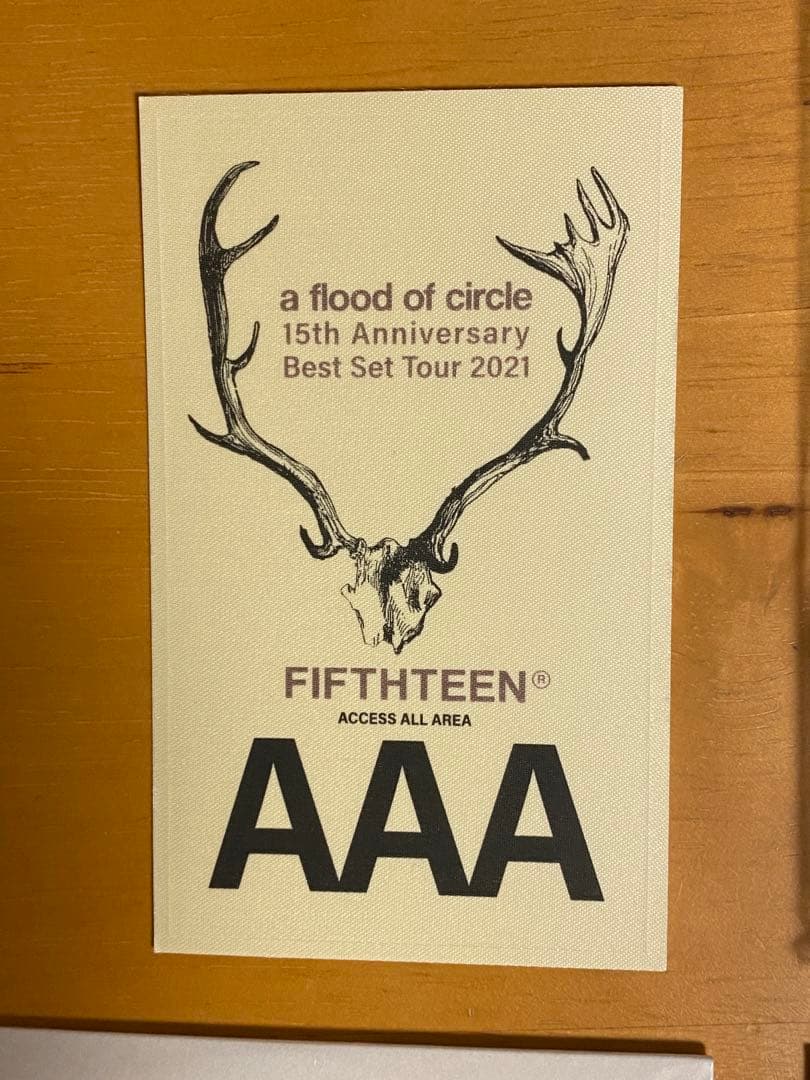 a flood of circle
15th Anniversary
Best Set Tour 2021
FIFTHTEEN®
ACCESS ALL AREA
AAA